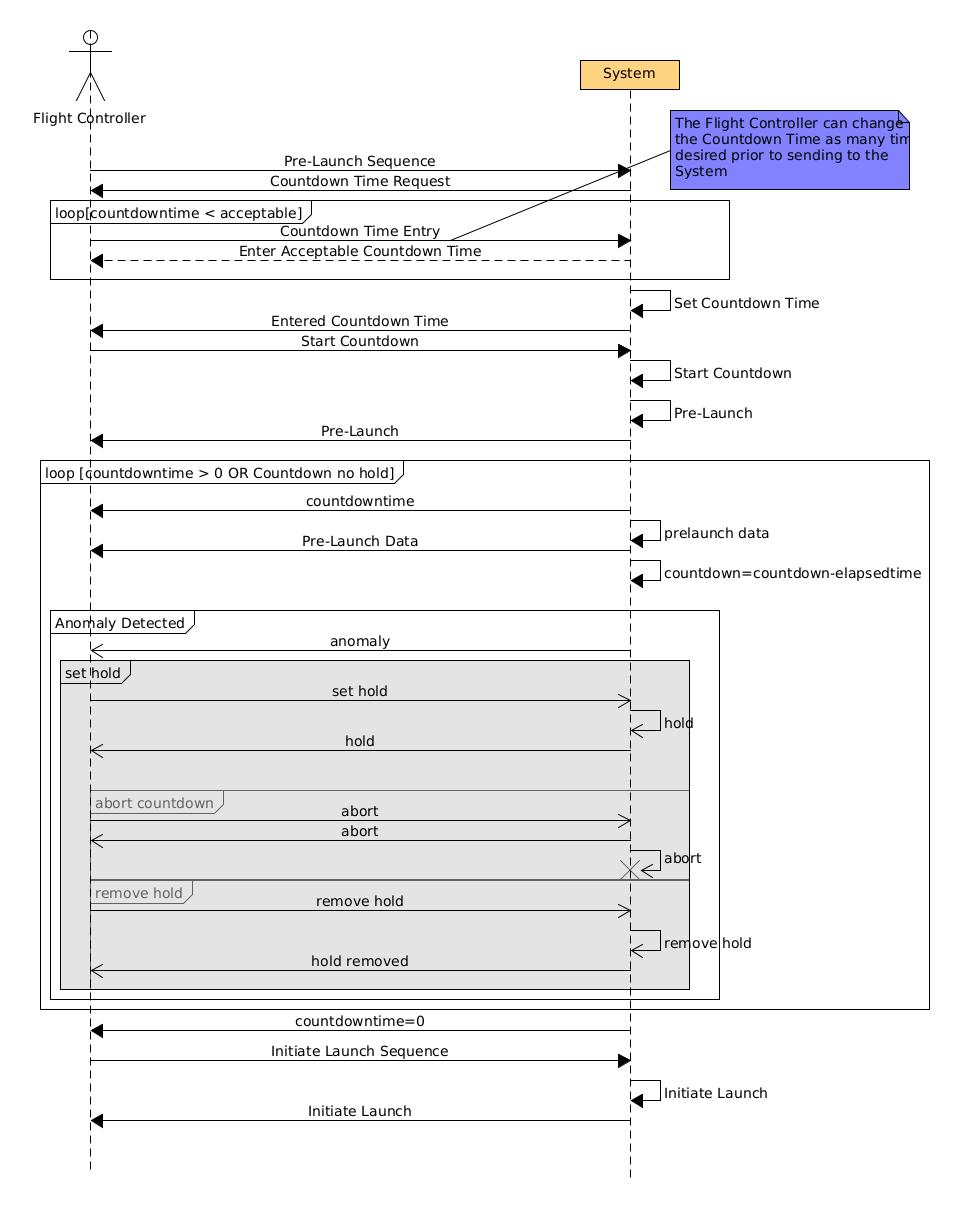 System
Flight Controller
The Flight Controller can change
the Countdown Time as many tim
desired prior to sending to the
System
Pre-Launch Sequence
Countdown Time Request
loop[countdowntime < acceptable]
Countdown Time Entry
Enter Acceptable Countdown Time
Set Countdown Time
Entered Countdown Time
Start Countdown
Start Countdown
Pre-Launch
Pre-Launch
loop [countdowntime > 0 OR Countdown no hold]
countdowntime
prelaunch data
Pre-Launch Data
countdown=countdown-elapsedtime
Anomaly Detected
anomaly
set hold
set hold
hold
hold
abort countdown
abort
abort
abort
remove hold
remove hold
remove hold
hold removed
countdowntime=0
Initiate Launch Sequence
Initiate Launch
Initiate Launch